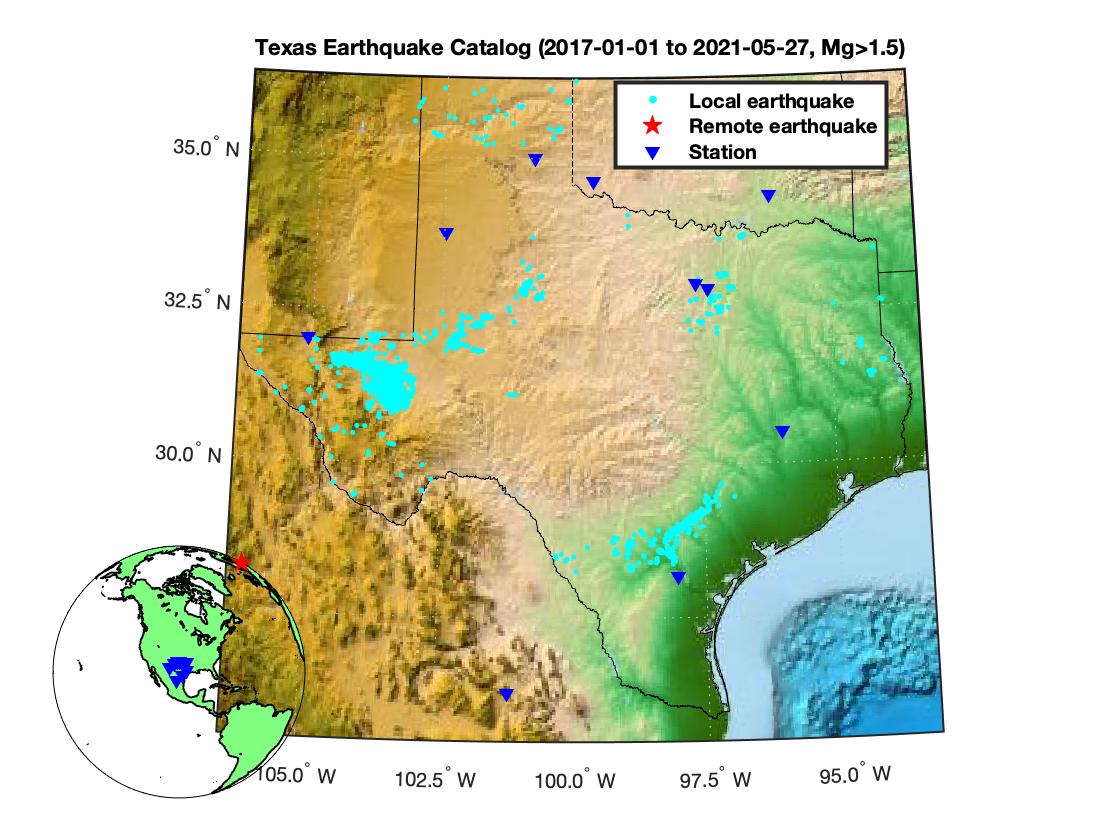 Texas Earthquake Catalog (2017-01-01 to 2021-05-27, Mg>1.5)
Local earthquake
Remote earthquake
Station
35.0° N
32.5° N
30.0° N
105.0° W
102.5° W
100.0° W
97.5° W
95.0° W